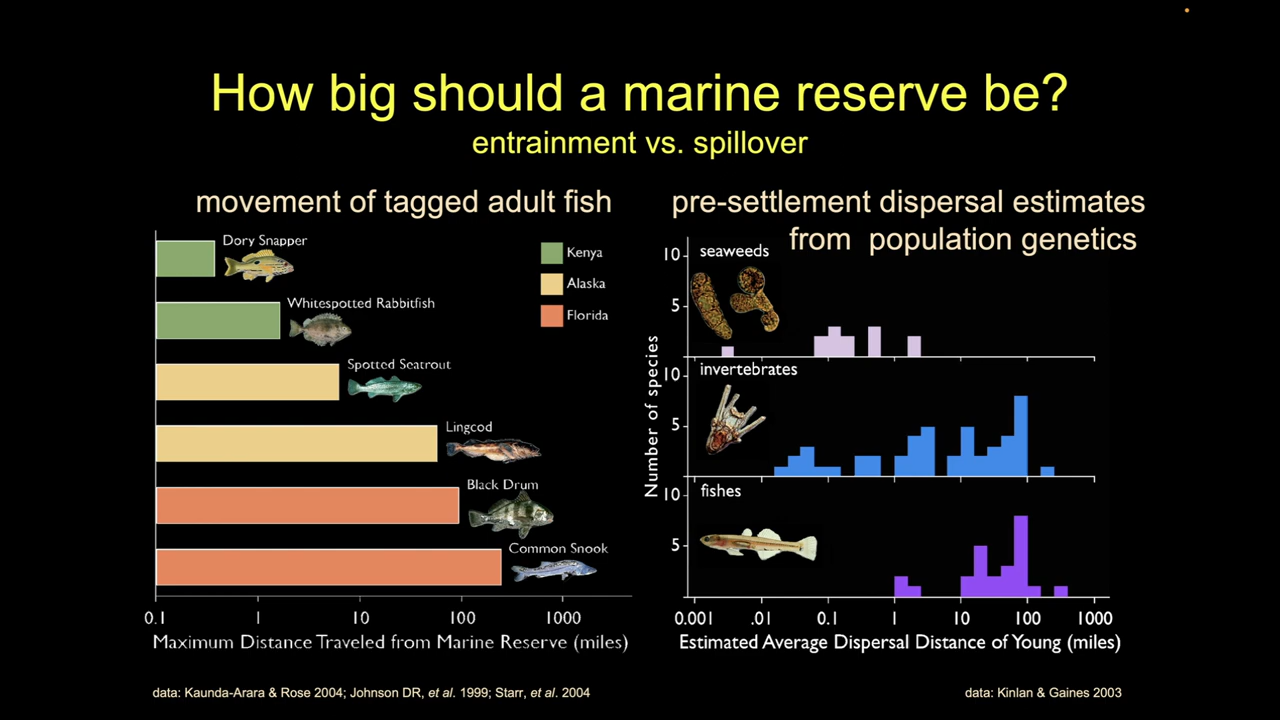 How big should a marine reserve be?
entrainment vs. spillover
movement of tagged adult fish
Dory Snapper
Whitespotted Rabbitfish
Spotted Seatrout
Lingcod
Black Drum
Common Snook
Kenya
Alaska
Florida
0.1 1 10 100 1000
Maximum Distance Traveled from Marine Reserve (miles)
data: Kaunda-Arara & Rose 2004; Johnson DR, et al. 1999; Starr, et al. 2004
pre-settlement dispersal estimates
from population genetics
Number of species
10
5
seaweeds
10
5
invertebrates
10
5
fishes
0.001 .01 0.1 1 10 100 1000
Estimated Average Dispersal Distance of Young (miles)
data: Kinlan & Gaines 2003